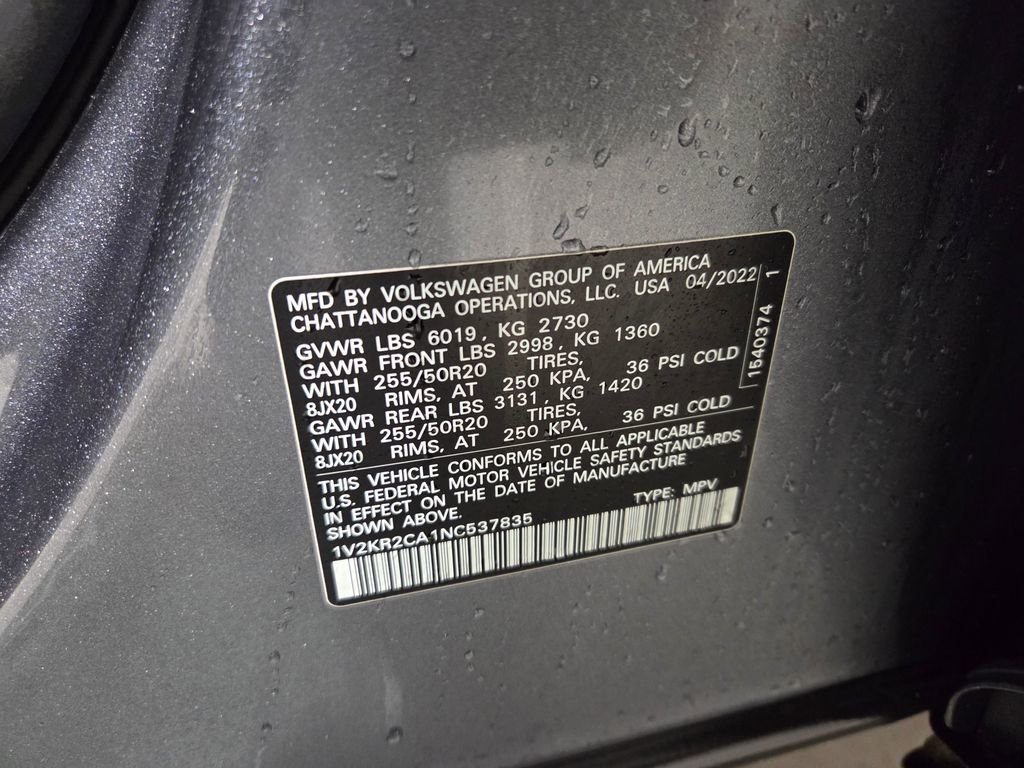 MFD BY VOLKSWAGEN GROUP OF AMERICA
CHATTANOOGA OPERATIONS, LLC. USA 04/2022
GVWR LBS 6019, KG 2730
GAWR FRONT LBS 2998, KG 1360
WITH 255/50R20 TIRES,
8JX20 RIMS, AT 250 KPA, 36 PSI COLD
GAWR REAR LBS 3131, KG 1420
WITH 255/50R20 TIRES,
8JX20 RIMS, AT 250 KPA, 36 PSI COLD
1540374 1
THIS VEHICLE CONFORMS TO ALL APPLICABLE
U.S. FEDERAL MOTOR VEHICLE SAFETY STANDARDS
IN EFFECT ON THE DATE OF MANUFACTURE
SHOWN ABOVE. TYPE: MPV
1V2KR2CA1NC537835